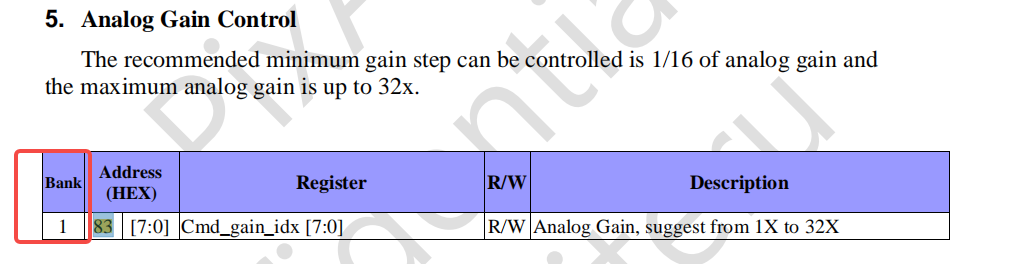 5. Analog Gain Control
The recommended minimum gain step can be controlled is 1/16 of analog gain and
the maximum analog gain is up to 32x.
Bank Address (HEX) Register R/W Description
1 83 [7:0] Cmd_gain_idx [7:0] R/W Analog Gain, suggest from 1X to 32X